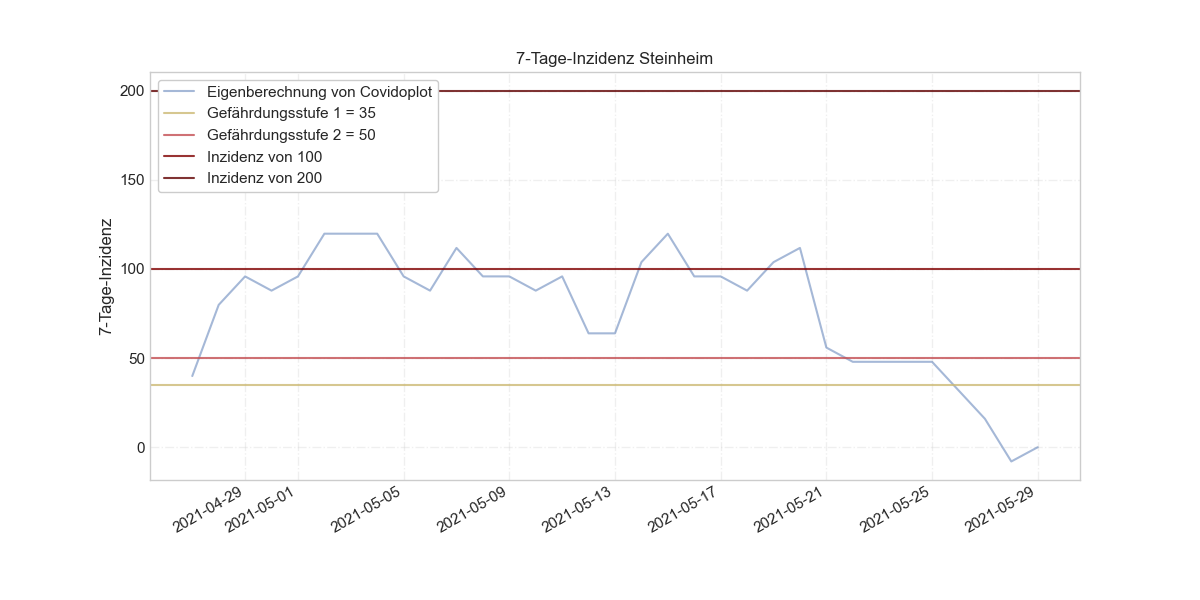 7-Tage-Inzidenz Steinheim
Eigenberechnung von Covidoplot
Gefährdungsstufe 1 = 35
Gefährdungsstufe 2 = 50
Inzidenz von 100
Inzidenz von 200
7-Tage-Inzidenz
200
150
100
50
0
2021-04-29
2021-05-01
2021-05-05
2021-05-09
2021-05-13
2021-05-17
2021-05-21
2021-05-25
2021-05-29